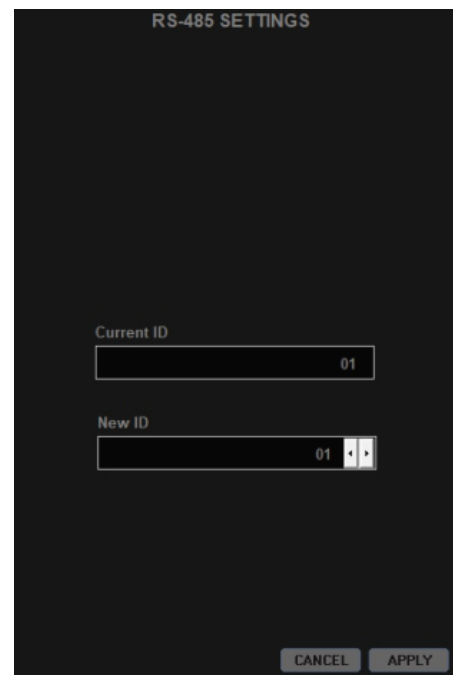 RS-485 SETTINGS
Current ID
01
New ID
01
CANCEL APPLY